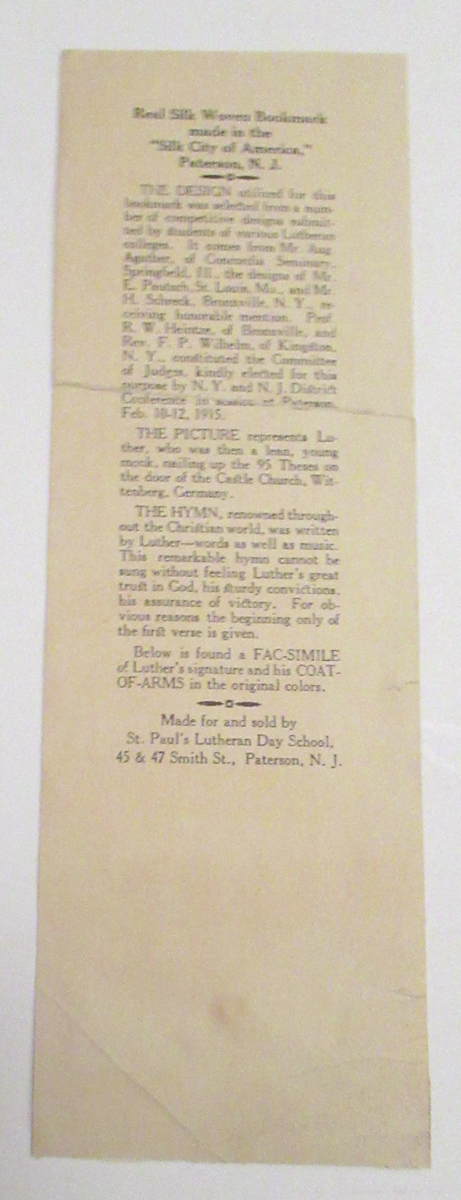 Real Silk Woven Bookmark
made in the
"Silk City of America,"
Paterson, N. J.
THE DESIGN utilized for this
bookmark was selected from a num-
ber of competitive designs submit-
ted by students of various Lutheran
colleges. It comes from Mr. Aug.
of Concordia Seminary,
Springfield, Ill., the designs of Mr.
E. St. Louis, Mo., and Mr.
H. Schreck, Bronxville, N. Y., re-
ceiving honorable mention. Prof.
R. W. Heintze, of Bronxville, and
Rev. F. P. Wilhelm, of Kingston,
N. Y., constituted the Committee
of Judges, kindly elected for this
purpose by N. Y. and N. J. District
Conference in session at Paterson,
Feb. 10-12, 1915.
THE PICTURE represents Lu-
ther, who was then a lean, young
monk, nailing up the 95 Theses on
the door of the Castle Church, Wit-
tenberg, Germany.
THE HYMN, renowned through-
out the Christian world, was written
by Luther—words as well as music.
This remarkable hymn cannot be
sung without feeling Luther's great
trust in God, his sturdy convictions,
his assurance of victory. For ob-
vious reasons the beginning only of
the first verse is given.
Below is found a FAC-SIMILE
of Luther's signature and his COAT-
OF-ARMS in the original colors.
Made for and sold by
St. Paul's Lutheran Day School,
45 & 47 Smith St., Paterson, N. J.